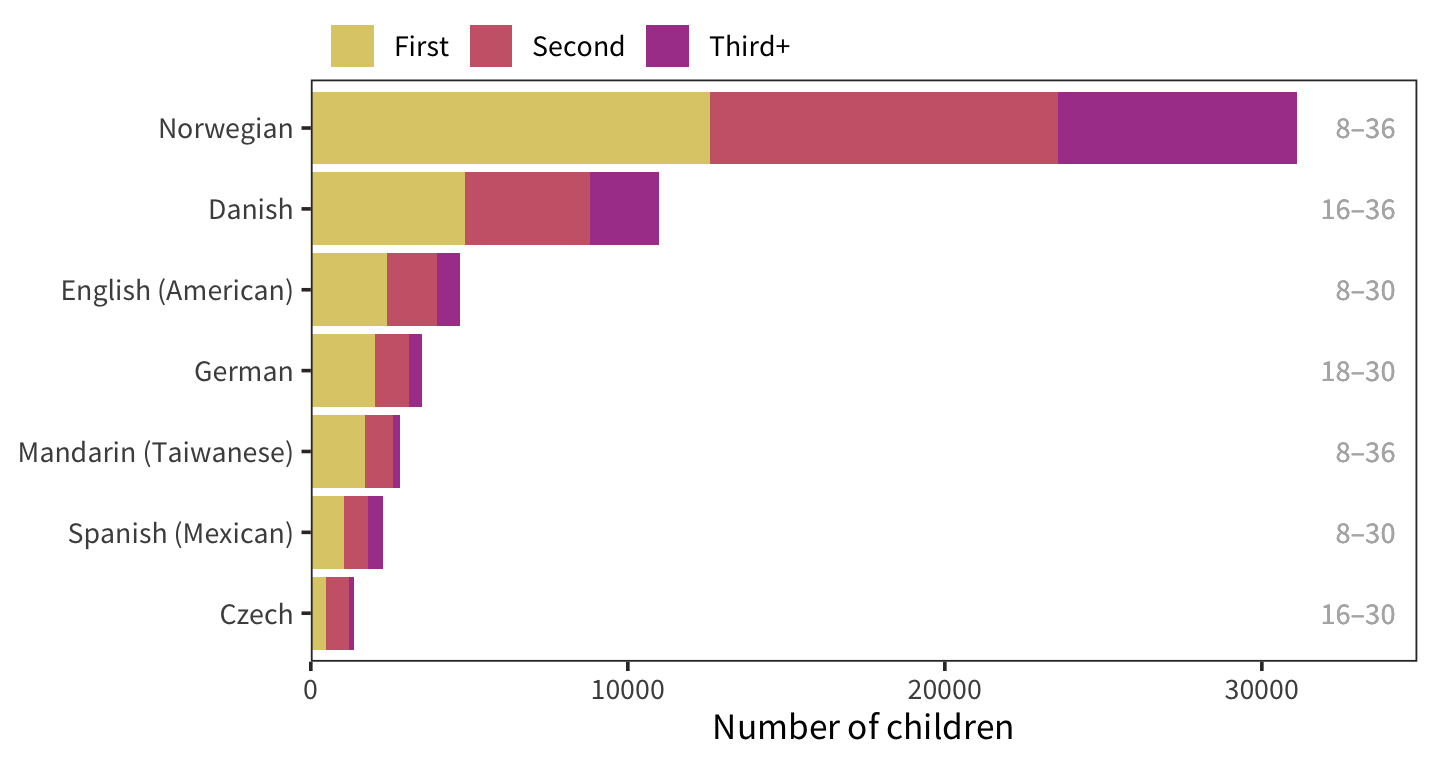 First Second Third+
Norwegian 8–36
Danish 16–36
English (American) 8–30
German 18–30
Mandarin (Taiwanese) 8–36
Spanish (Mexican) 8–30
Czech 16–30
0 10000 20000 30000
Number of children